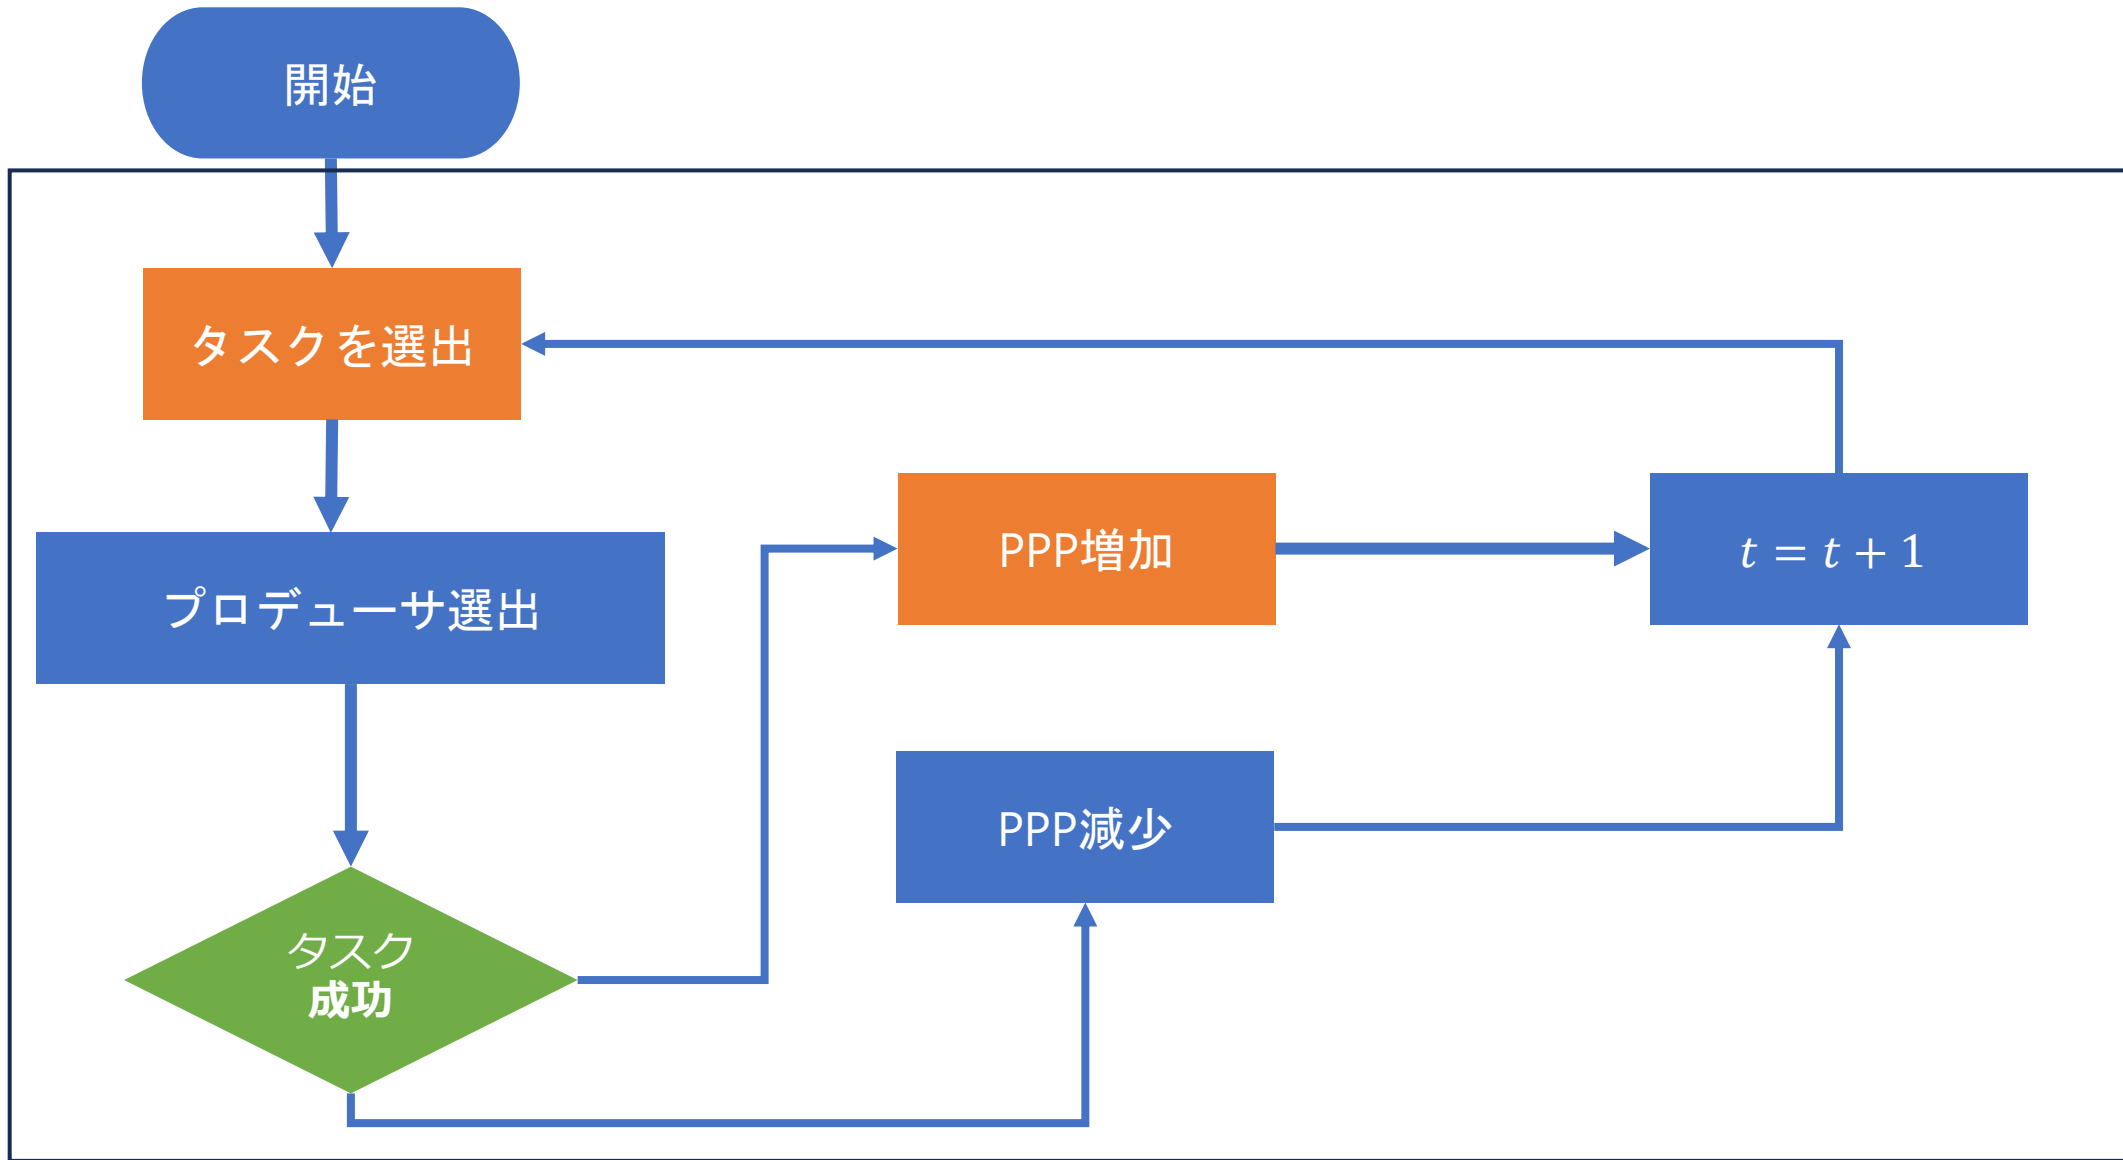 開始
タスクを選出
プロデューサ選出
タスク
成功
PPP増加
PPP減少
t = t + 1